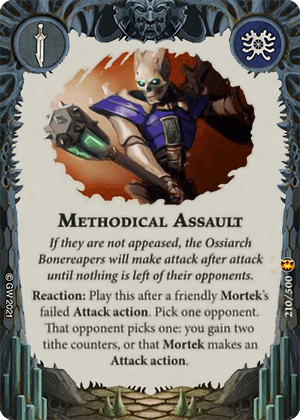 METHODICAL ASSAULT
If they are not appeased, the Ossiarch
Bonereapers will make attack after attack
until nothing is left of their opponents.
Reaction: Play this after a friendly Mortek's
failed Attack action. Pick one opponent.
That opponent picks one: you gain two
tithe counters, or that Mortek makes an
Attack action.
© GW 2021
210/500